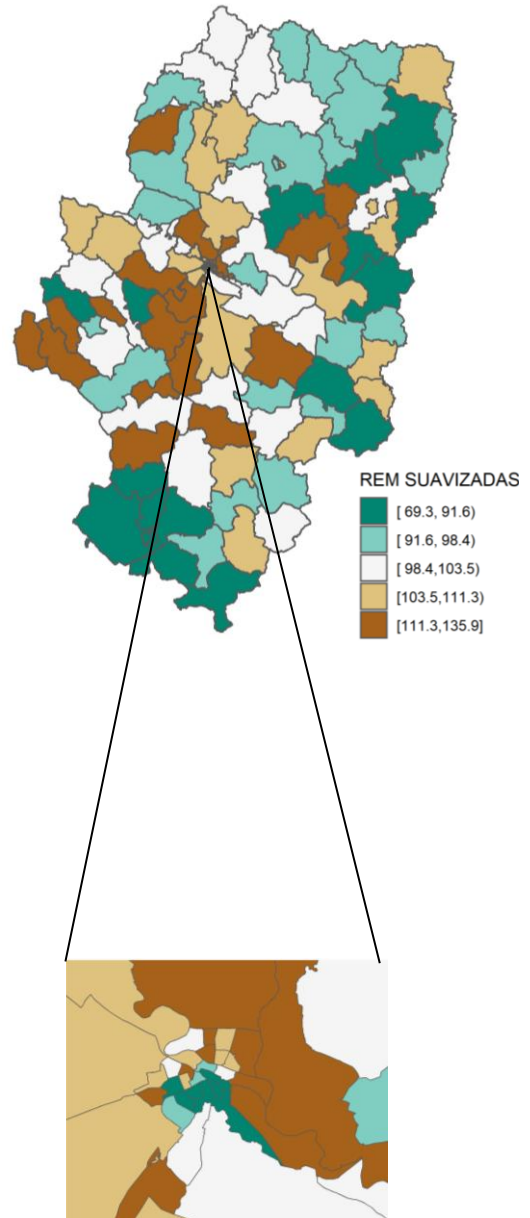 REM SUAVIZADAS
[ 69.3, 91.6)
[ 91.6, 98.4)
[ 98.4,103.5)
[103.5,111.3)
[111.3,135.9]